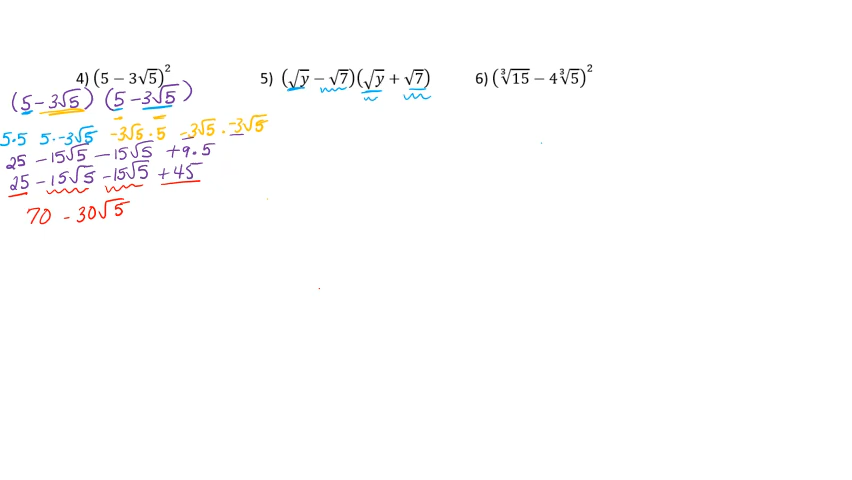 4) (5 − 3√5)²
(5 − 3√5) (5 − 3√5)
5·5 5·−3√5 −3√5·5 −3√5·−3√5
25 − 15√5 − 15√5 + 9·5
25 − 15√5 − 15√5 + 45
70 − 30√5
5) (√y − √7)(√y + √7)
6) (∛15 − 4∛5)²